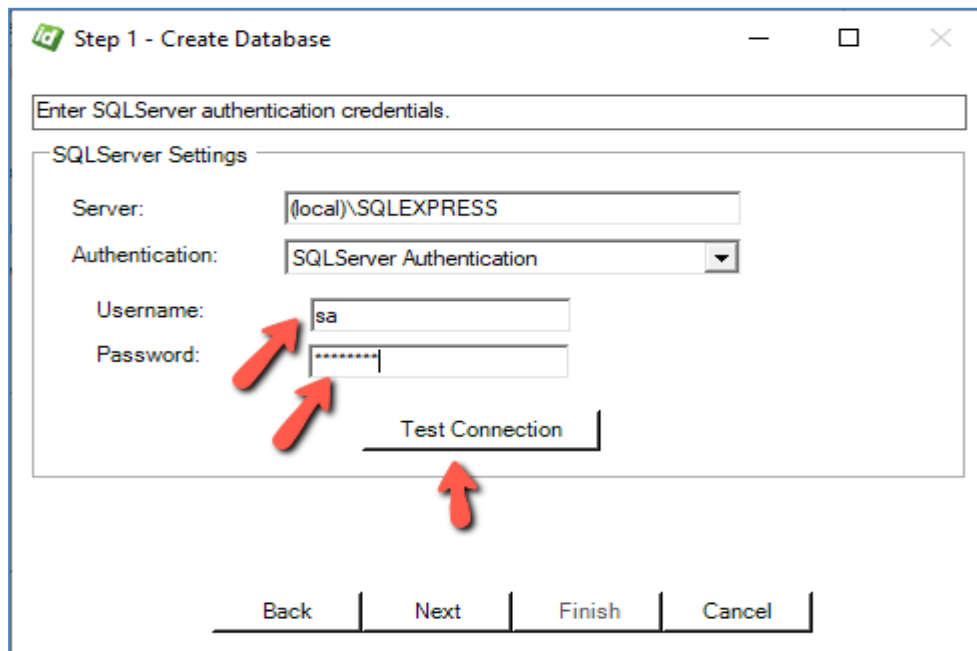 id Step 1 - Create Database
Enter SQLServer authentication credentials.
SQLServer Settings
Server: (local)\SQLEXPRESS
Authentication: SQLServer Authentication
Username: sa
Password: ********
Test Connection
Back Next Finish Cancel